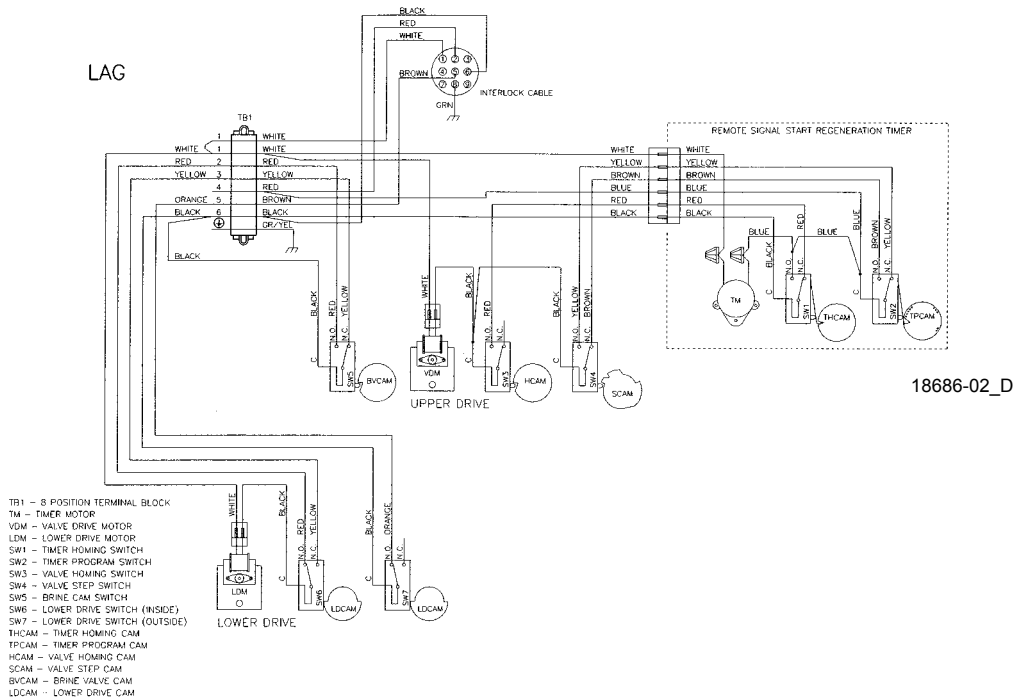 BLACK
RED
WHITE
LAG
1 2 3
4 5 6
7 8 9
BROWN
INTERLOCK CABLE
GRN
TB1
REMOTE SIGNAL START REGENERATION TIMER
1 WHITE
WHITE 1 WHITE
RED 2 RED
YELLOW 3 YELLOW
4 RED
ORANGE 5 BROWN
BLACK 6 BLACK
GR/YEL
BLACK
WHITE WHITE
YELLOW YELLOW
BROWN BROWN
BLUE BLUE
RED RED
BLACK BLACK
BLUE
BLACK
RED
BLUE
BLUE
BROWN
YELLOW
C
N.O.
N.C.
C
N.O.
N.C.
TM
SW1
THCAM
SW2
TPCAM
BLACK
RED
YELLOW
WHITE
BLACK
RED
BLACK
YELLOW
BROWN
C
N.O.
N.C.
SW5
BVCAM
VDM
UPPER DRIVE
C
N.O.
N.C.
SW3
HCAM
C
N.O.
N.C.
SW4
SCAM
18686-02_D
WHITE
BLACK
RED
YELLOW
BLACK
ORANGE
C
N.O.
N.C.
C
N.O.
N.C.
LDM
SW6
LDCAM
SW7
LDCAM
LOWER DRIVE
TB1 - 8 POSITION TERMINAL BLOCK
TM - TIMER MOTOR
VDM - VALVE DRIVE MOTOR
LDM - LOWER DRIVE MOTOR
SW1 - TIMER HOMING SWITCH
SW2 - TIMER PROGRAM SWITCH
SW3 - VALVE HOMING SWITCH
SW4 - VALVE STEP SWITCH
SW5 - BRINE CAM SWITCH
SW6 - LOWER DRIVE SWITCH (INSIDE)
SW7 - LOWER DRIVE SWITCH (OUTSIDE)
THCAM - TIMER HOMING CAM
TPCAM - TIMER PROGRAM CAM
HCAM - VALVE HOMING CAM
SCAM - VALVE STEP CAM
BVCAM - BRINE VALVE CAM
LDCAM - LOWER DRIVE CAM